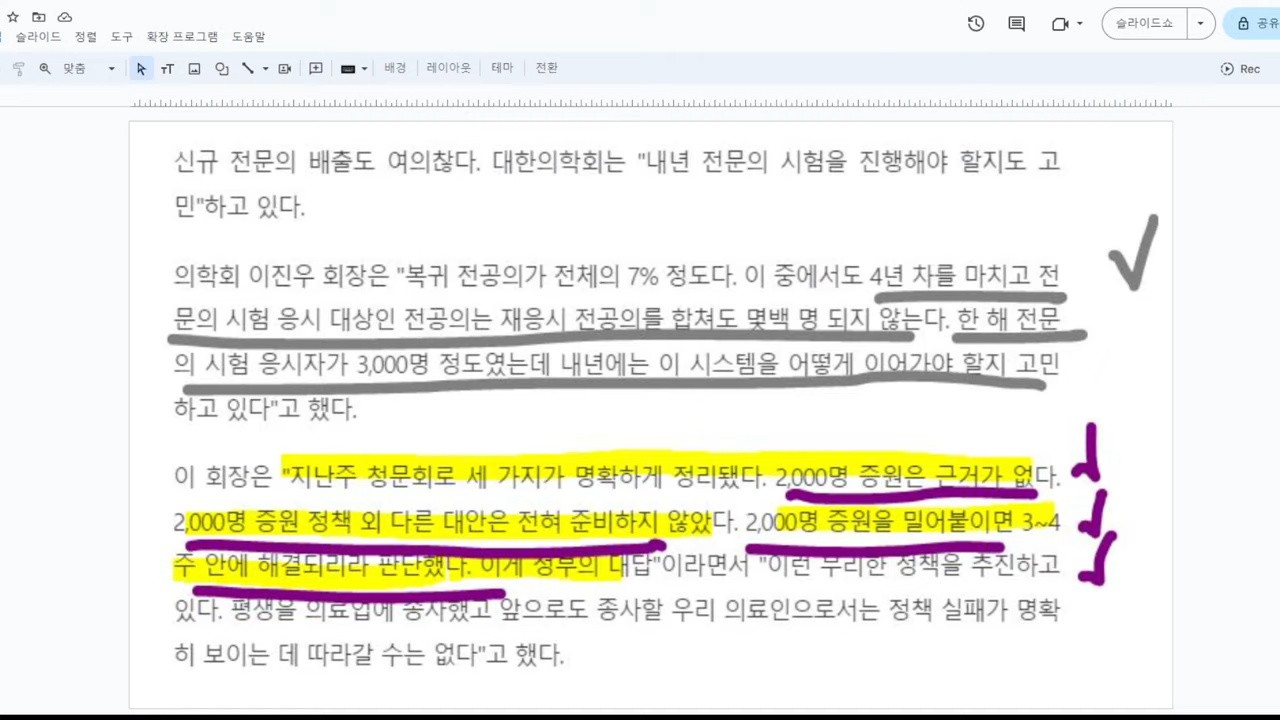 슬라이드 정렬 도구 확장 프로그램 도움말
슬라이드쇼
공유
맞춤
배경 레이아웃 테마 전환
Rec
신규 전문의 배출도 여의찮다. 대한의학회는 "내년 전문의 시험을 진행해야 할지도 고
민"하고 있다.
의학회 이진우 회장은 "복귀 전공의가 전체의 7% 정도다. 이 중에서도 4년 차를 마치고 전
문의 시험 응시 대상인 전공의는 재응시 전공의를 합쳐도 몇백 명 되지 않는다. 한 해 전문
의 시험 응시자가 3,000명 정도였는데 내년에는 이 시스템을 어떻게 이어가야 할지 고민
하고 있다"고 했다.
이 회장은 "지난주 청문회로 세 가지가 명확하게 정리됐다. 2,000명 증원은 근거가 없다.
2,000명 증원 정책 외 다른 대안은 전혀 준비하지 않았다. 2,000명 증원을 밀어붙이면 3~4
주 안에 해결되리라 판단했다. 이게 정부의 대답"이라면서 "이런 무리한 정책을 추진하고
있다. 평생을 의료업에 종사했고 앞으로도 종사할 우리 의료인으로서는 정책 실패가 명확
히 보이는 데 따라갈 수는 없다"고 했다.